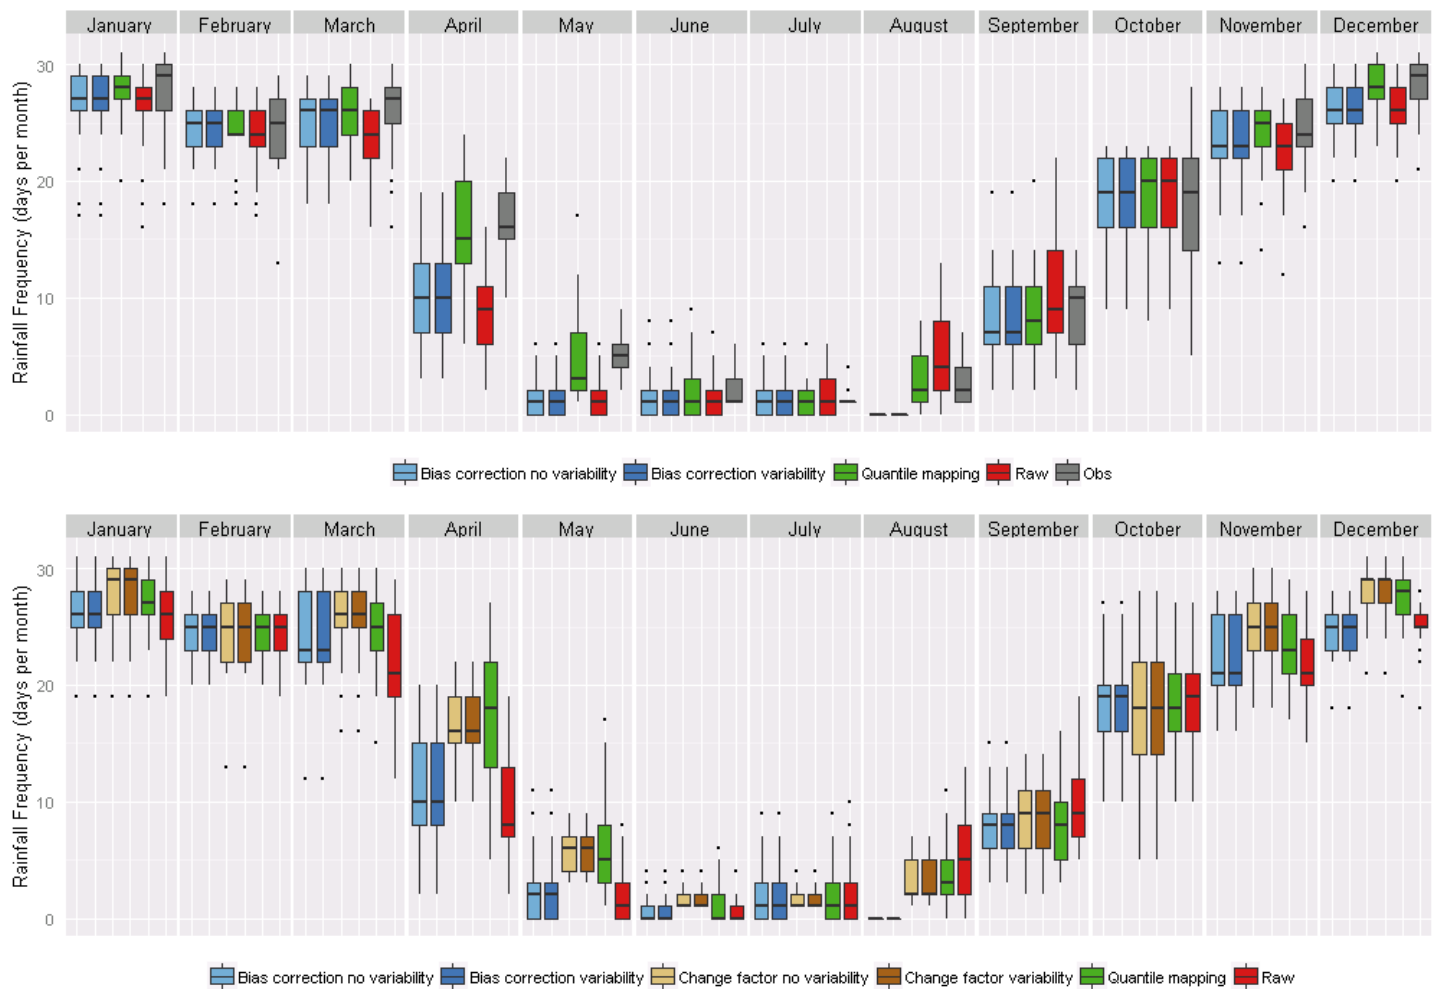 January February March April May June July August September October November December
Rainfall Frequency (days per month)
30
20
10
0
Bias correction no variability Bias correction variability Quantile mapping Raw Obs
January February March April May June July August September October November December
Rainfall Frequency (days per month)
30
20
10
0
Bias correction no variability Bias correction variability Change factor no variability Change factor variability Quantile mapping Raw